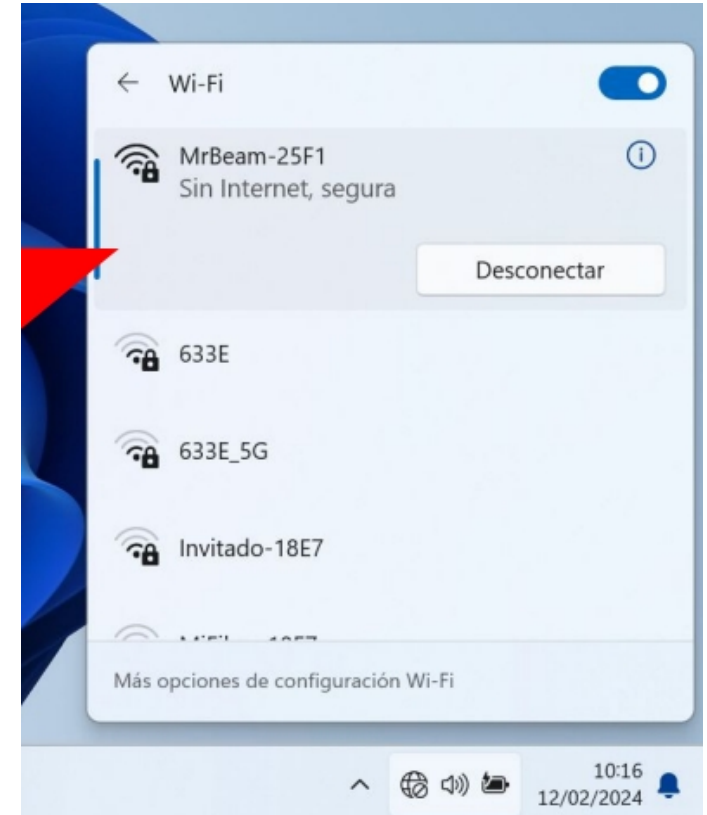 Wi-Fi
MrBeam-25F1
Sin Internet, segura
Desconectar
633E
633E_5G
Invitado-18E7
Más opciones de configuración Wi-Fi
10:16
12/02/2024